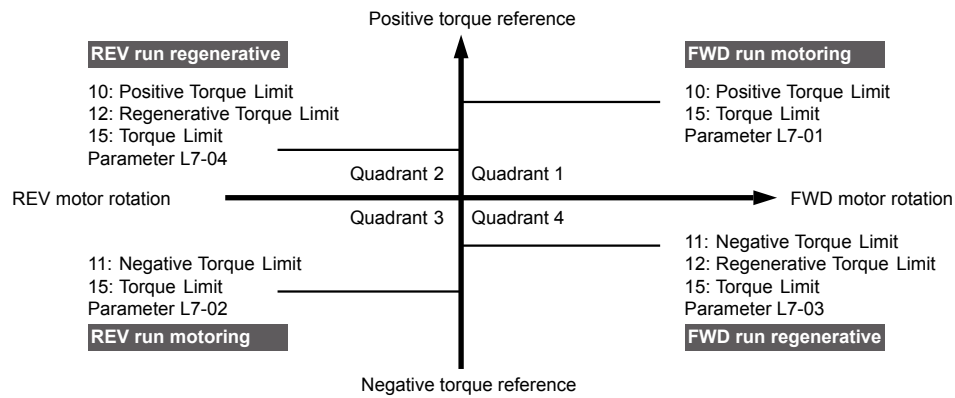 Positive torque reference
REV run regenerative
10: Positive Torque Limit
12: Regenerative Torque Limit
15: Torque Limit
Parameter L7-04
FWD run motoring
10: Positive Torque Limit
15: Torque Limit
Parameter L7-01
Quadrant 2
Quadrant 1
REV motor rotation
FWD motor rotation
Quadrant 3
Quadrant 4
11: Negative Torque Limit
15: Torque Limit
Parameter L7-02
REV run motoring
11: Negative Torque Limit
12: Regenerative Torque Limit
15: Torque Limit
Parameter L7-03
FWD run regenerative
Negative torque reference